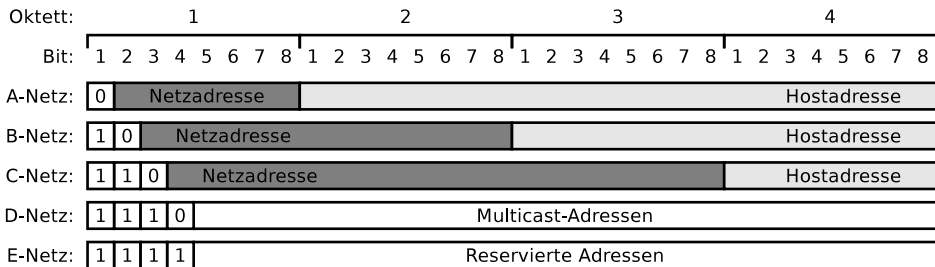 Oktett: 1 2 3 4
Bit: 1 2 3 4 5 6 7 8 1 2 3 4 5 6 7 8 1 2 3 4 5 6 7 8 1 2 3 4 5 6 7 8
A-Netz: 0 Netzadresse Hostadresse
B-Netz: 1 0 Netzadresse Hostadresse
C-Netz: 1 1 0 Netzadresse Hostadresse
D-Netz: 1 1 1 0 Multicast-Adressen
E-Netz: 1 1 1 1 Reservierte Adressen